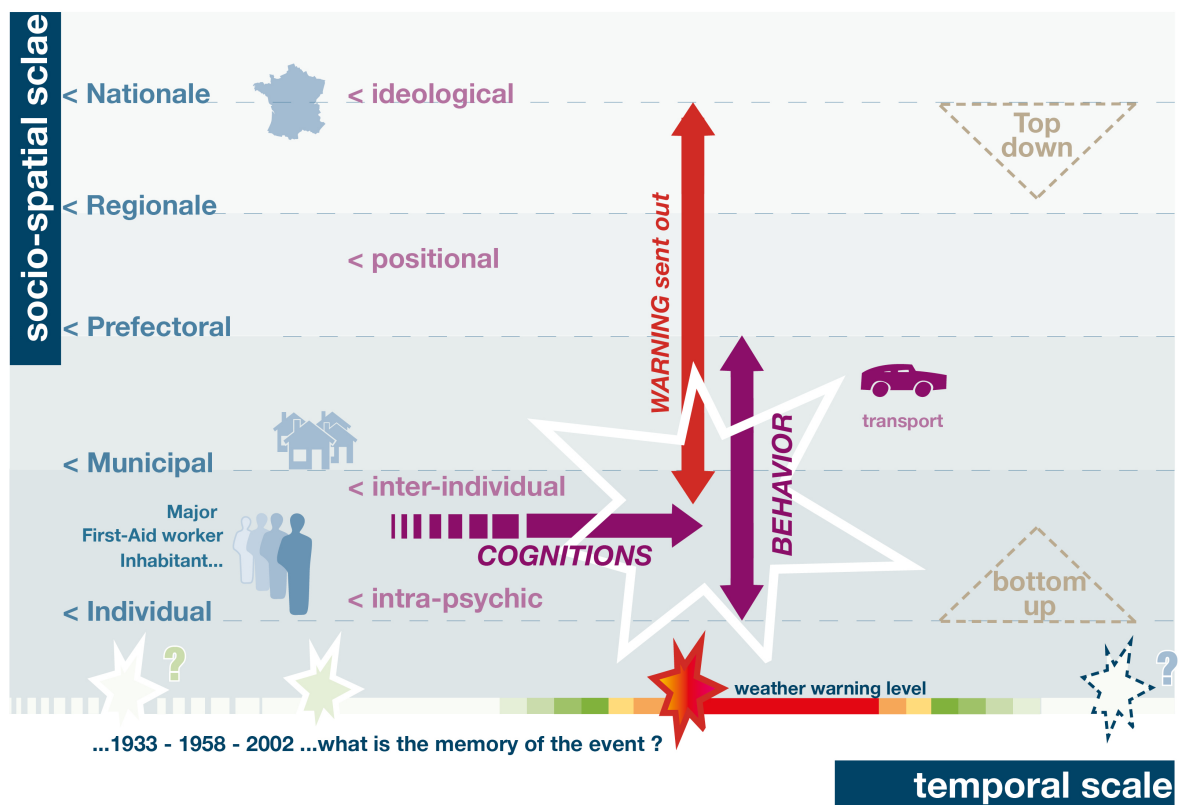 socio-spatial sclae
< Nationale
< ideological
Top
down
< Regionale
< positional
WARNING sent out
< Prefectoral
transport
BEHAVIOR
< Municipal
< inter-individual
Major
First-Aid worker
Inhabitant...
COGNITIONS
< intra-psychic
bottom
up
< Individual
?
?
weather warning level
...1933 - 1958 - 2002 ...what is the memory of the event ?
temporal scale